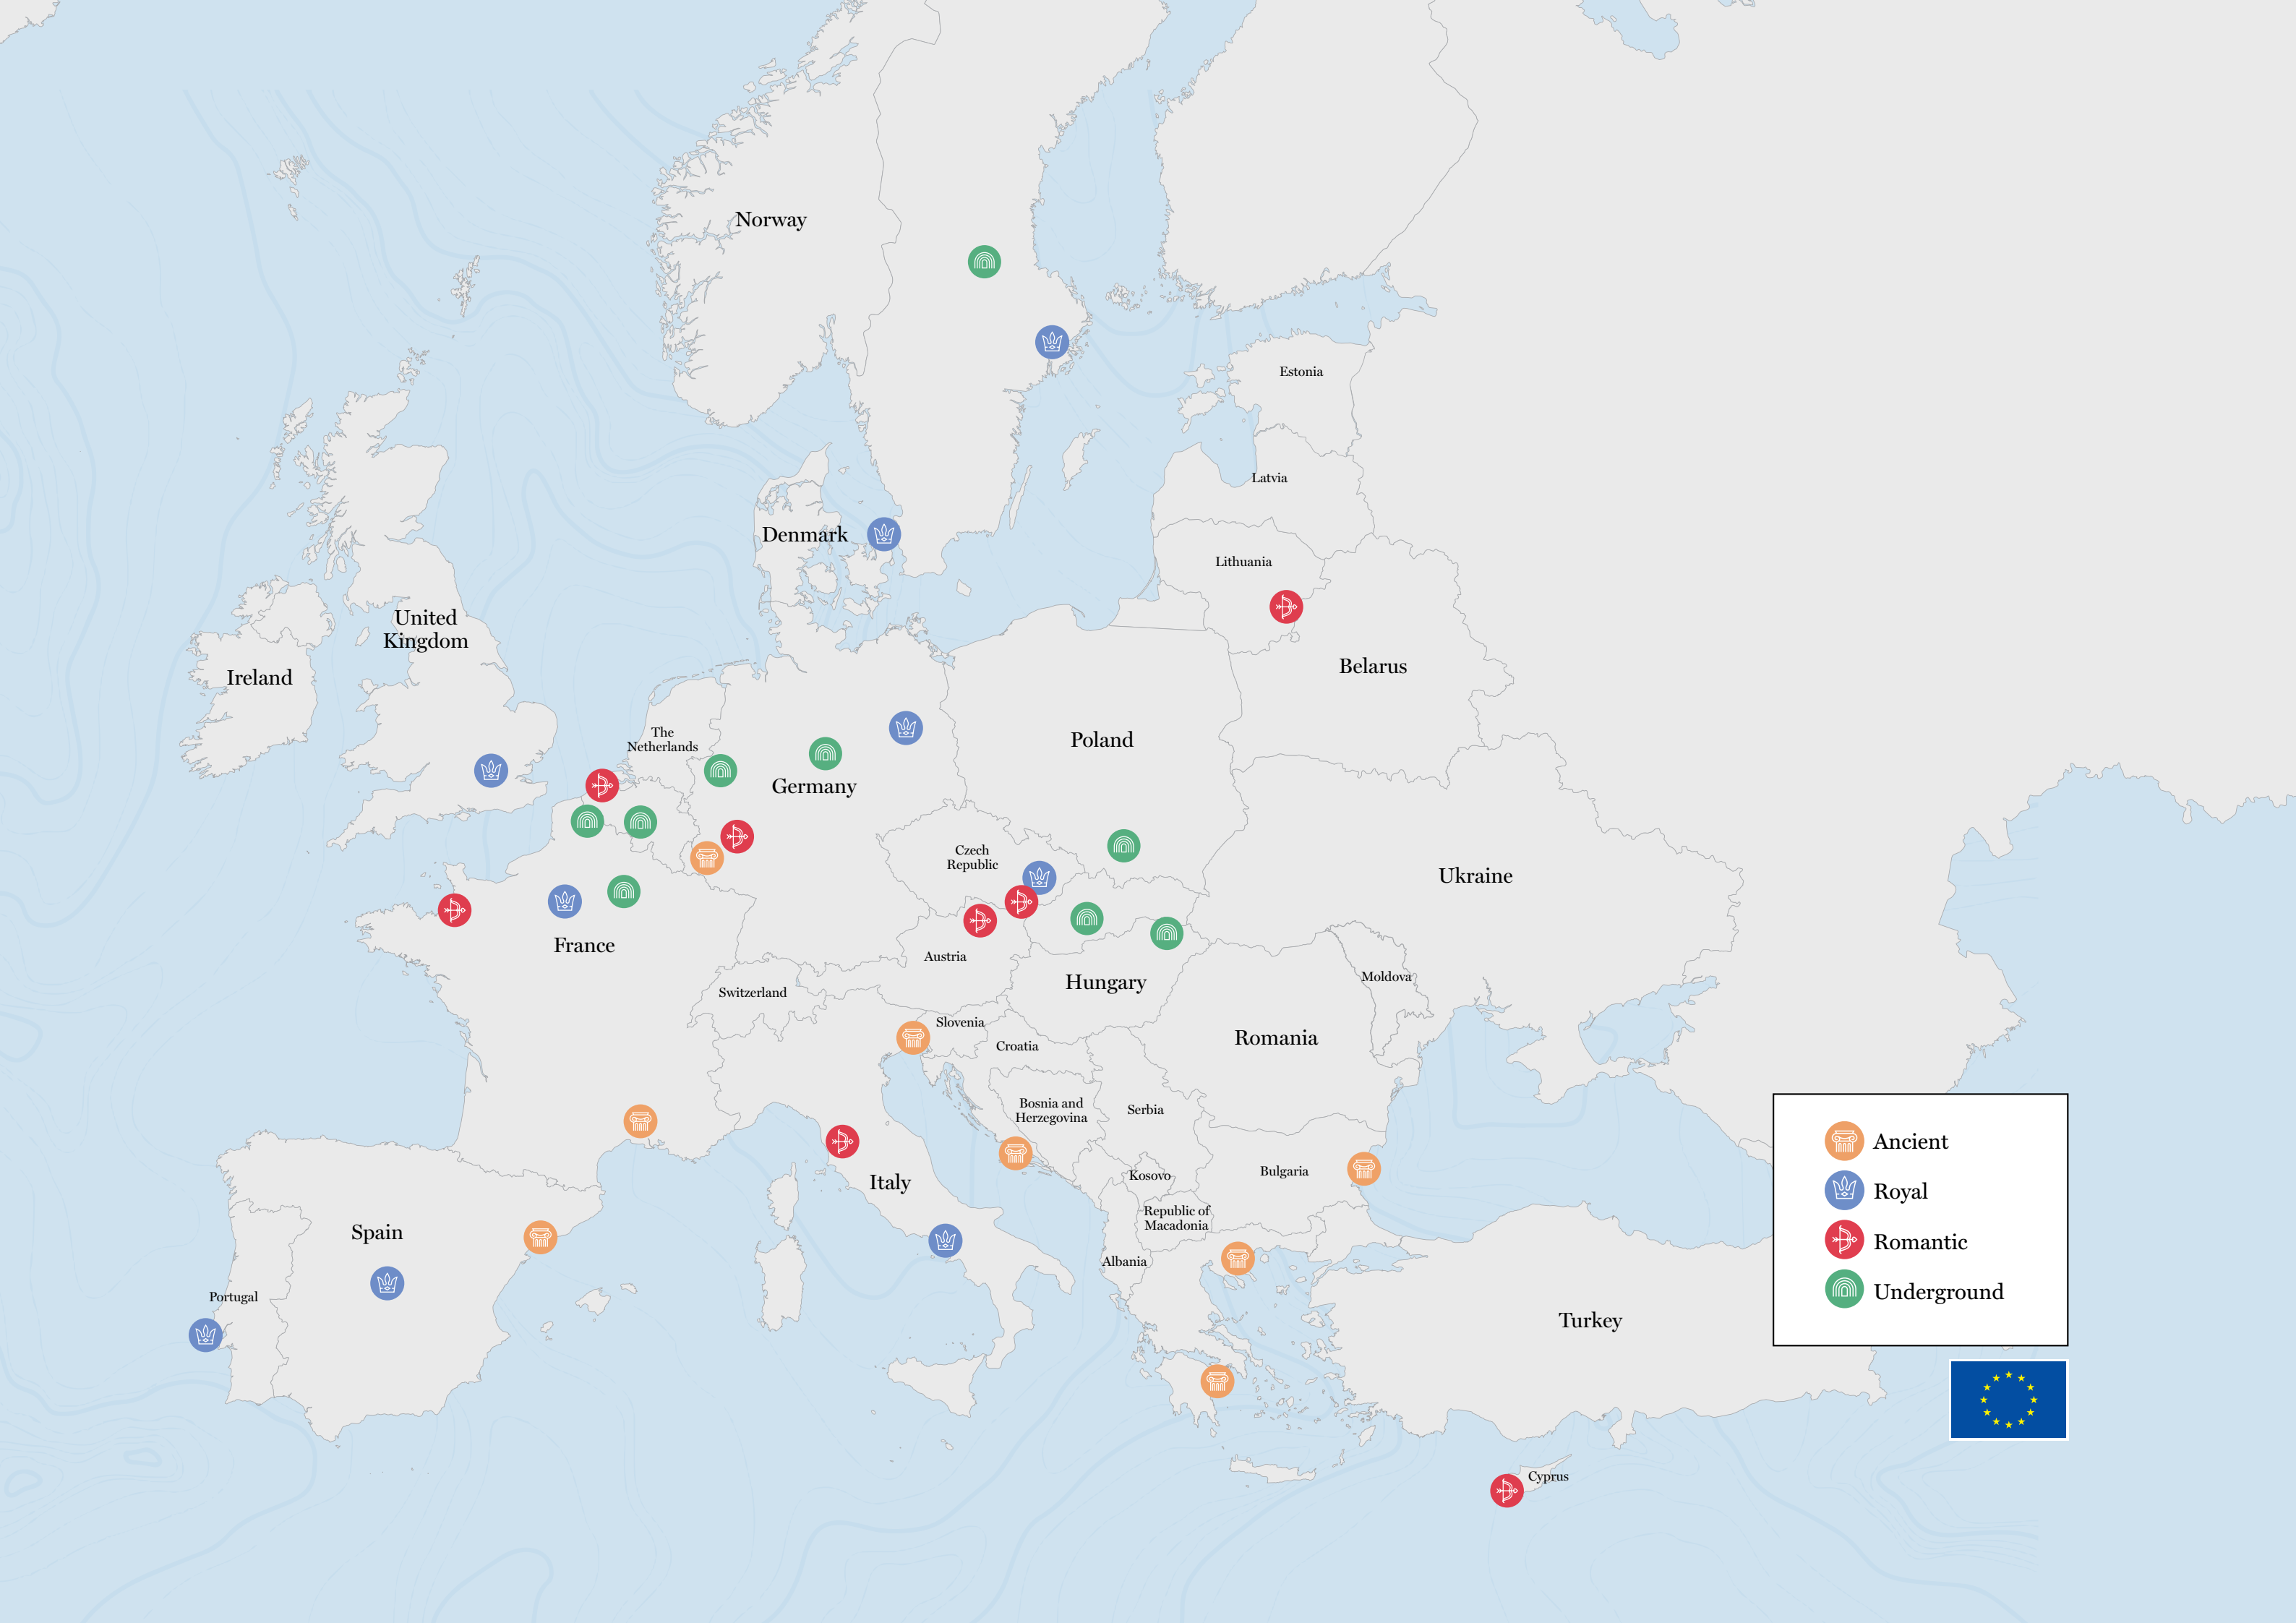 Norway
Estonia
Latvia
Denmark
Lithuania
United
Kingdom
Belarus
Ireland
The
Netherlands
Poland
Germany
Czech
Republic
Ukraine
France
Austria
Moldova
Hungary
Switzerland
Slovenia
Romania
Croatia
Bosnia and
Herzegovina
Serbia
Kosovo
Bulgaria
Italy
Republic of
Macadonia
Spain
Albania
Portugal
Turkey
Cyprus
Ancient
Royal
Romantic
Underground